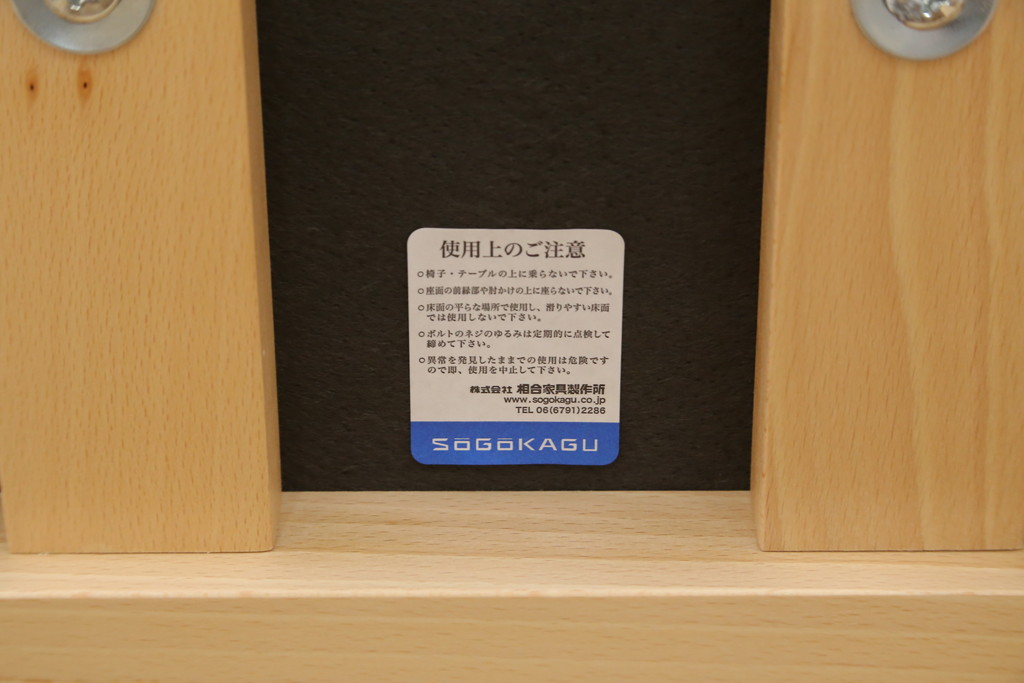 使用上のご注意
○椅子・テーブルの上に乗らないで下さい。
○座面の前縁部や肘かけの上に座らないで下さい。
○床面の平らな場所で使用し、滑りやすい床面
では使用しないで下さい。
○ボルトのネジのゆるみは定期的に点検して
締めて下さい。
○異常を発見したままでの使用は危険です
ので即、使用を中止して下さい。
株式会社 相合家具製作所
www.sogokagu.co.jp
TEL 06(6791)2286
SŌGŌKAGU